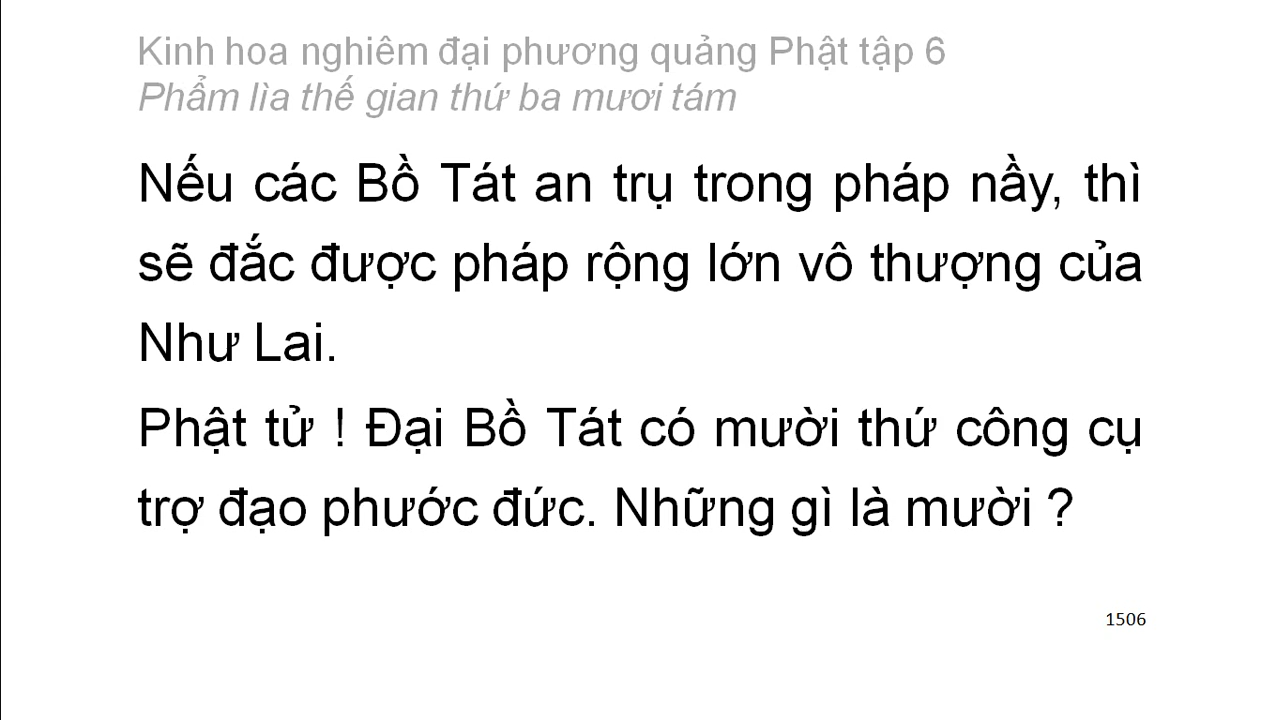 Kinh hoa nghiêm đại phương quảng Phật tập 6
Phẩm lìa thế gian thứ ba mươi tám
Nếu các Bồ Tát an trụ trong pháp nầy, thì
sẽ đắc được pháp rộng lớn vô thượng của
Như Lai.
Phật tử ! Đại Bồ Tát có mười thứ công cụ
trợ đạo phước đức. Những gì là mười ?
1506